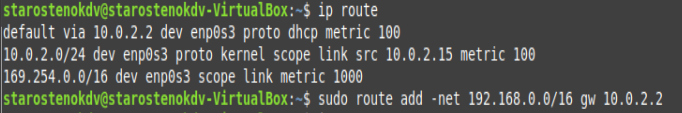 starostenokdv@starostenokdv-VirtualBox:~$ ip route
default via 10.0.2.2 dev enp0s3 proto dhcp metric 100
10.0.2.0/24 dev enp0s3 proto kernel scope link src 10.0.2.15 metric 100
169.254.0.0/16 dev enp0s3 scope link metric 1000
starostenokdv@starostenokdv-VirtualBox:~$ sudo route add -net 192.168.0.0/16 gw 10.0.2.2